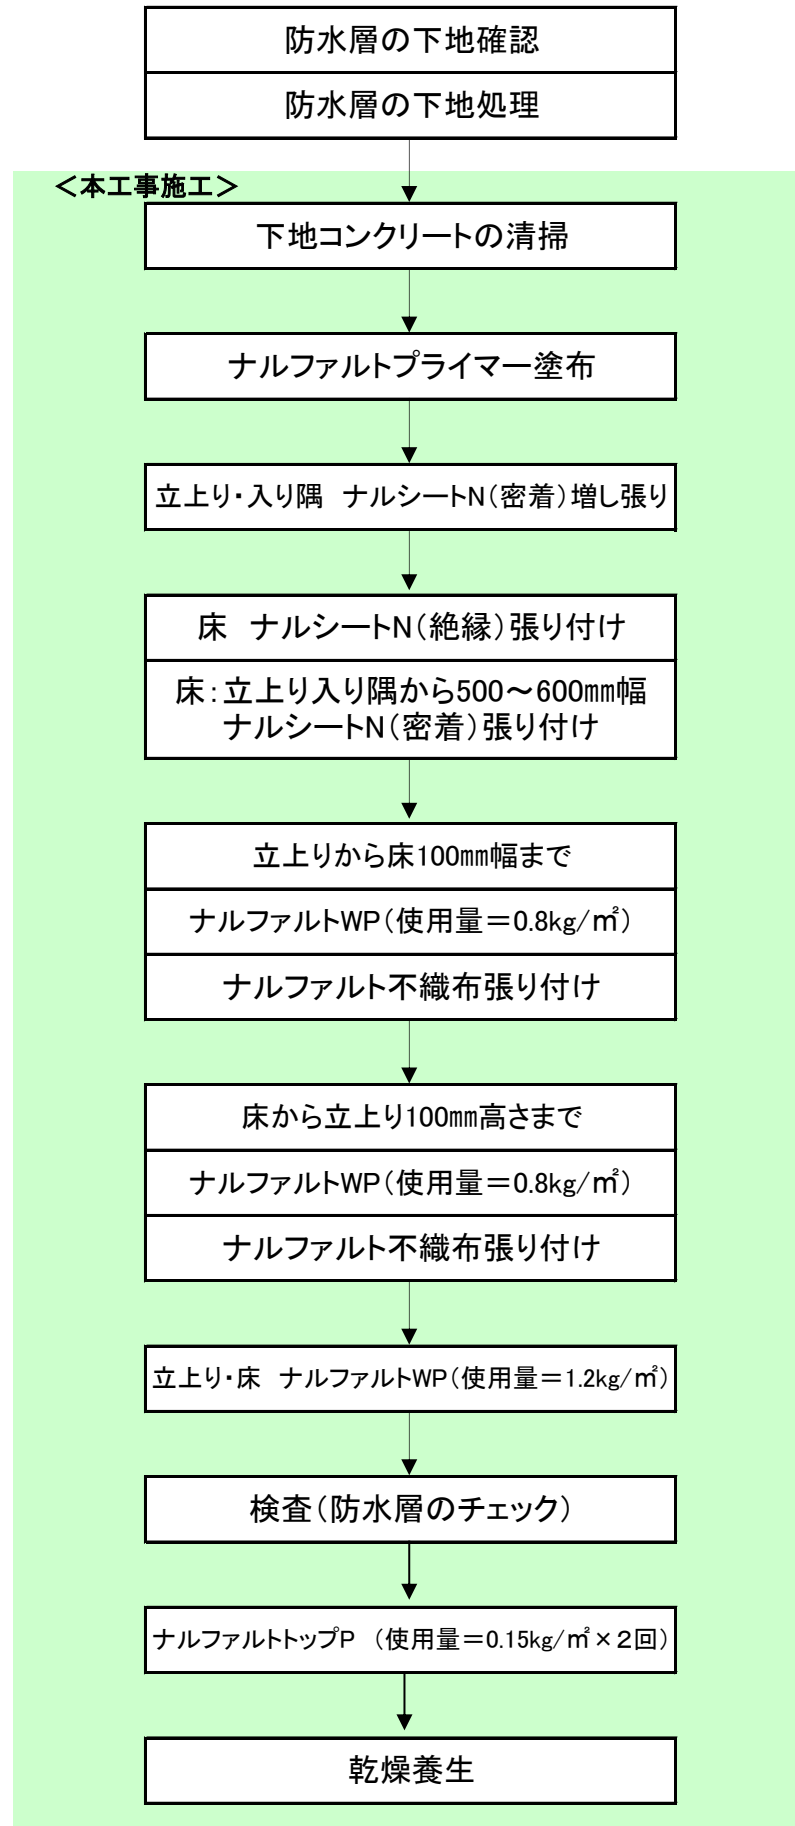 防水層の下地確認
防水層の下地処理
＜本工事施工＞
下地コンクリートの清掃
ナルファルトプライマー塗布
立上り・入り隅　ナルシートN（密着）増し張り
床　ナルシートN（絶縁）張り付け
床：立上り入り隅から500～600㎜幅
ナルシートN（密着）張り付け
立上りから床100㎜幅まで
ナルファルトWP（使用量＝0.8kg/㎡）
ナルファルト不織布張り付け
床から立上り100㎜高さまで
ナルファルトWP（使用量＝0.8kg/㎡）
ナルファルト不織布張り付け
立上り・床　ナルファルトWP（使用量＝1.2kg/㎡）
検査（防水層のチェック）
ナルファルトトップP　（使用量＝0.15kg/㎡×２回）
乾燥養生